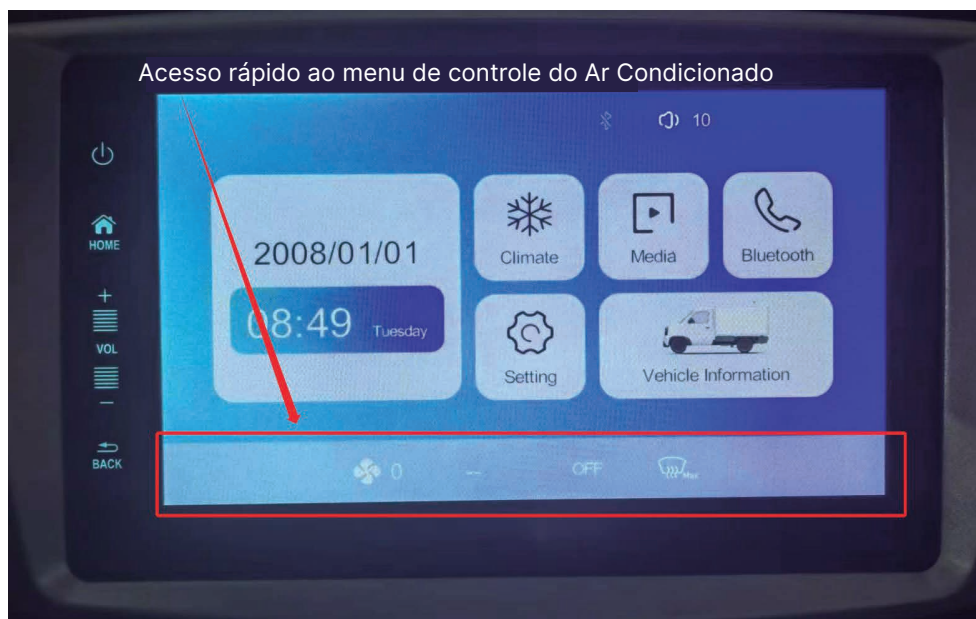 Acesso rápido ao menu de controle do Ar Condicionado
10
HOME
2008/01/01
Climate
Media
Bluetooth
+
08:49 Tuesday
VOL
Setting
Vehicle Information
−
BACK
0
--
OFF
Max